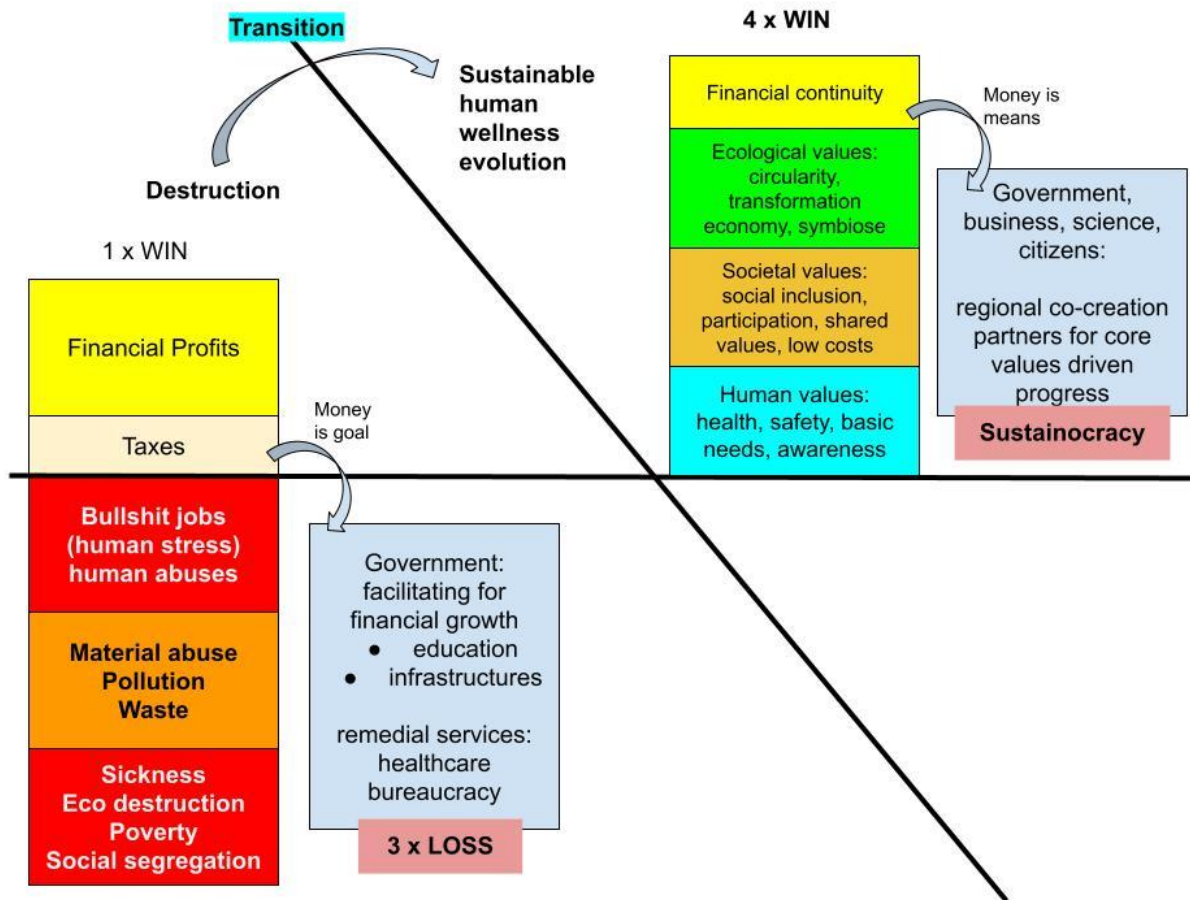 Transition
Sustainable
human
wellness
evolution
Destruction
1 x WIN
Financial Profits
Taxes
Money
is goal
Bullshit jobs
(human stress)
human abuses
Material abuse
Pollution
Waste
Sickness
Eco destruction
Poverty
Social segregation
Government:
facilitating for
financial growth
● education
● infrastructures
remedial services:
healthcare
bureaucracy
3 x LOSS
4 x WIN
Financial continuity
Ecological values:
circularity,
transformation
economy, symbiose
Societal values:
social inclusion,
participation, shared
values, low costs
Human values:
health, safety, basic
needs, awareness
Money is
means
Government,
business, science,
citizens:
regional co-creation
partners for core
values driven
progress
Sustainocracy